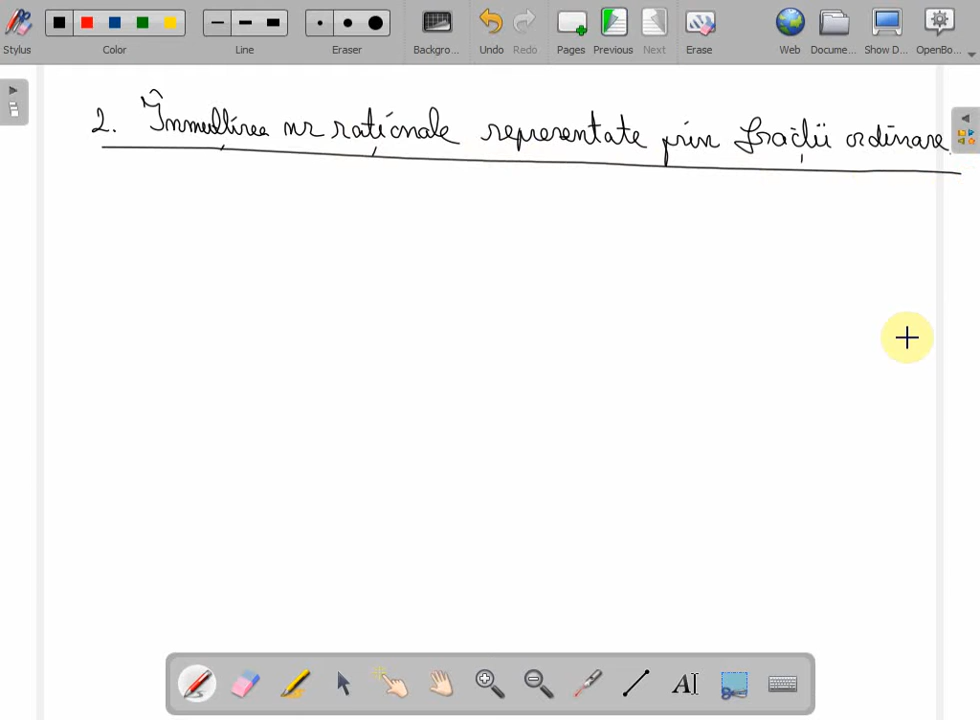 Stylus Color Line Eraser Backgro... Undo Redo Pages Previous Next Erase Web Docume... Show D... OpenBo...
2. Înmulțirea nr raționale reprezentate prin fracții ordinare